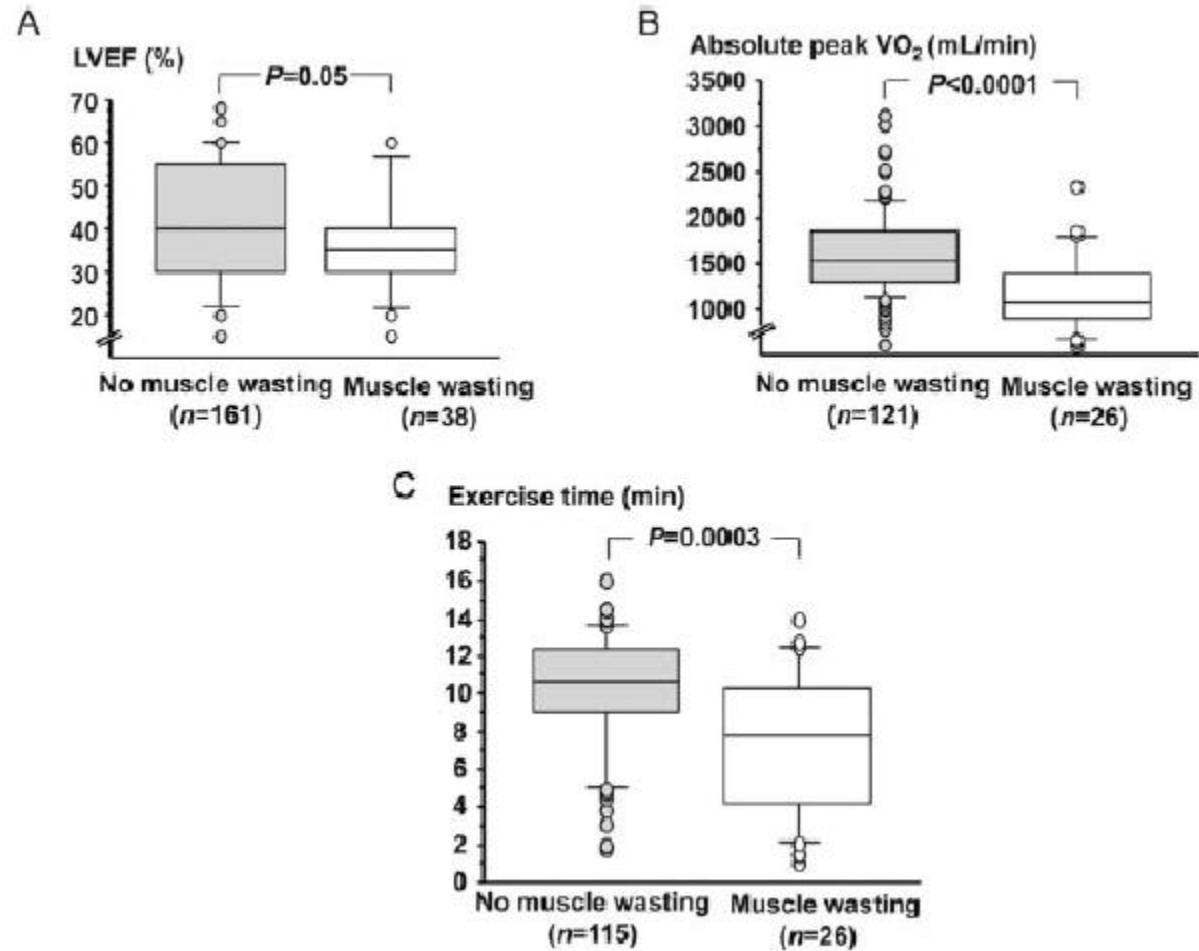 A
LVEF (%)
P=0.05
70
60
50
40
30
20
No muscle wasting
(n=161)
Muscle wasting
(n=38)
B
Absolute peak VO₂ (mL/min)
P<0.0001
3500
3000
2500
2000
1500
1000
No muscle wasting
(n=121)
Muscle wasting
(n=26)
C
Exercise time (min)
P=0.0003
18
16
14
12
10
8
6
4
2
0
No muscle wasting
(n=115)
Muscle wasting
(n=26)